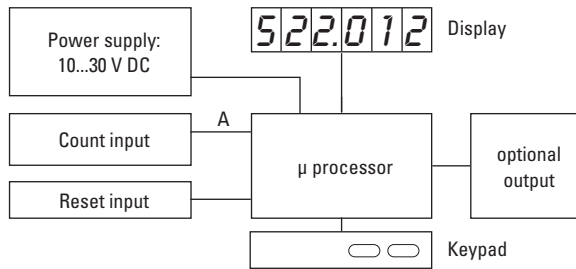 Power supply:
10...30 V DC
522.012
Display
A
Count input
µ processor
optional
output
Reset input
Keypad